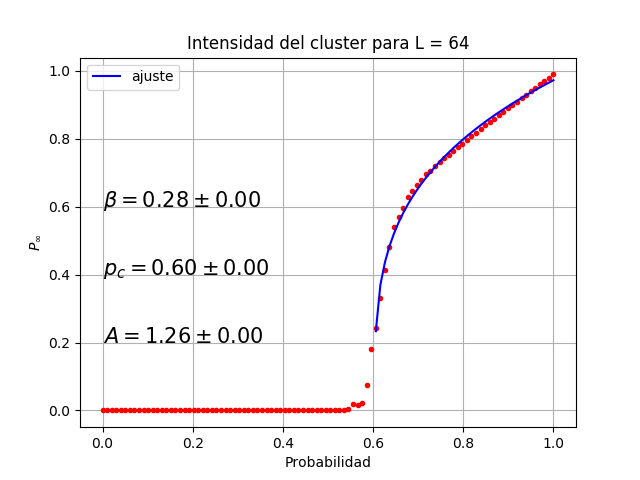 Intensidad del cluster para L = 64
1.0
ajuste
0.8
β = 0.28 ± 0.00
0.6
P∞
p_c = 0.60 ± 0.00
0.4
A = 1.26 ± 0.00
0.2
0.0
0.0 0.2 0.4 0.6 0.8 1.0
Probabilidad